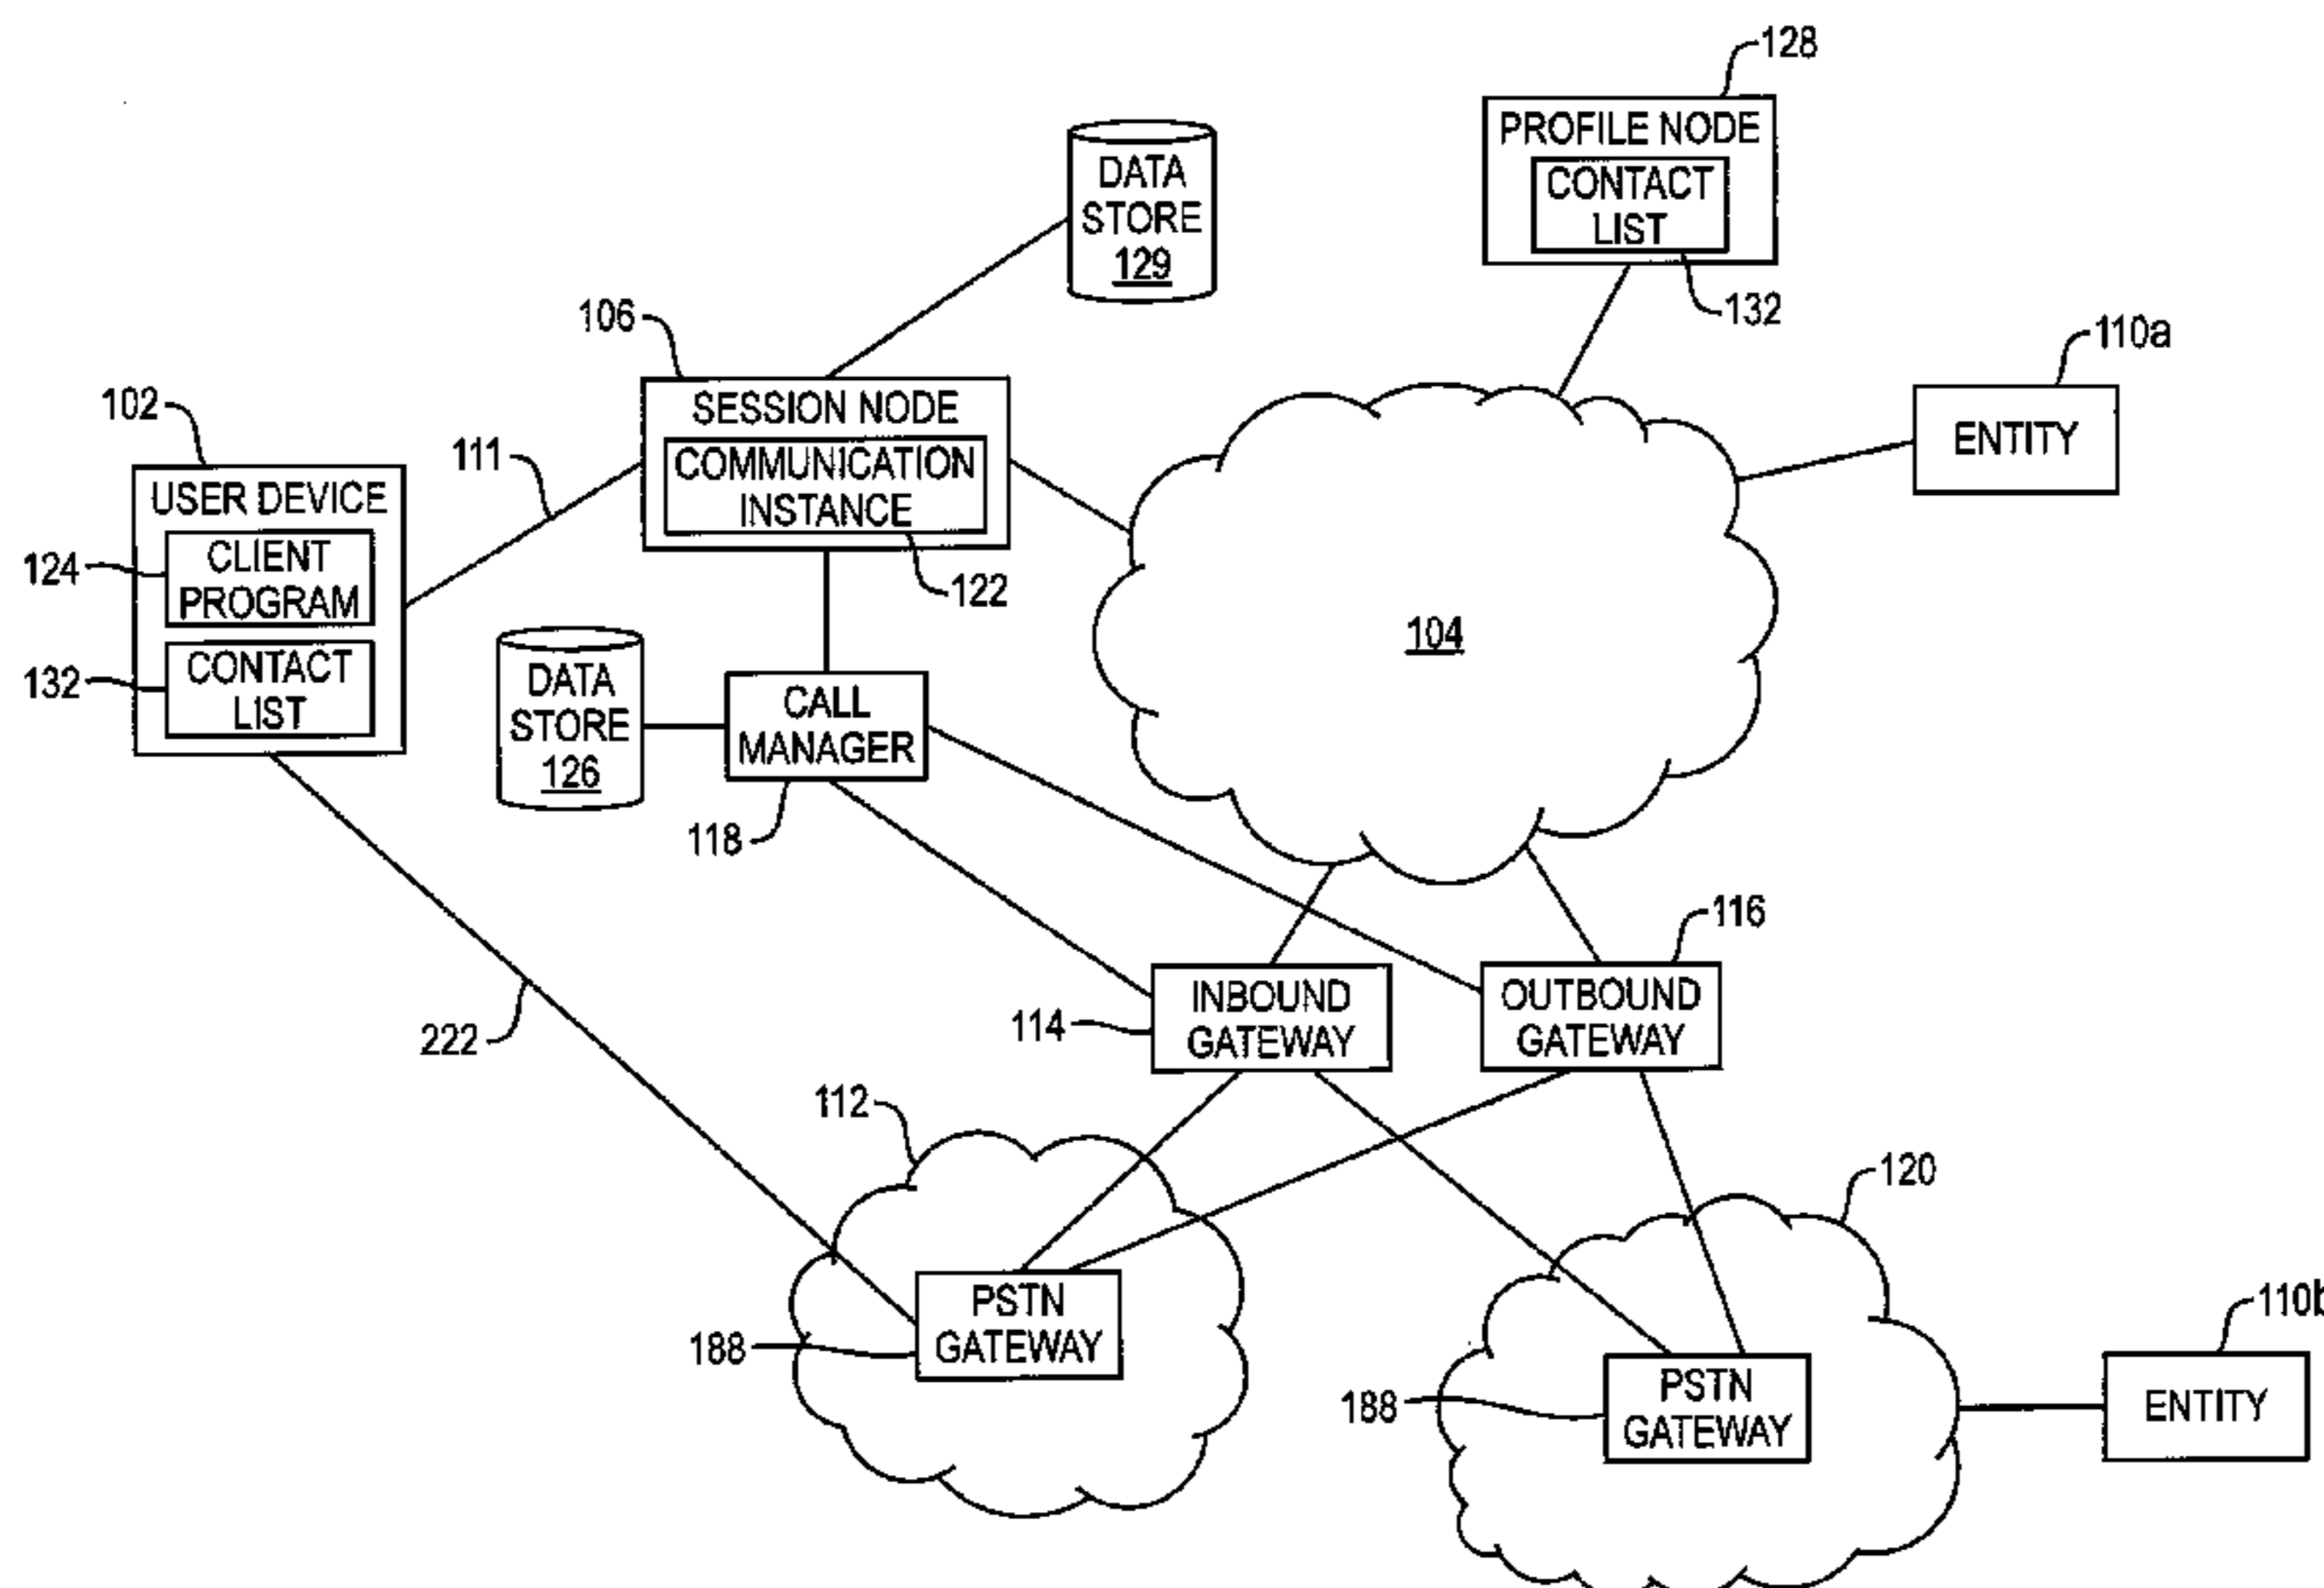 128
PROFILE NODE
CONTACT
LIST
132
DATA
STORE
129
110a
ENTITY
106
SESSION NODE
COMMUNICATION
INSTANCE
122
102
USER DEVICE
124
CLIENT
PROGRAM
132
CONTACT
LIST
111
104
DATA
STORE
126
CALL
MANAGER
118
116
INBOUND
GATEWAY
114
OUTBOUND
GATEWAY
222
112
120
PSTN
GATEWAY
188
PSTN
GATEWAY
188
110b
ENTITY